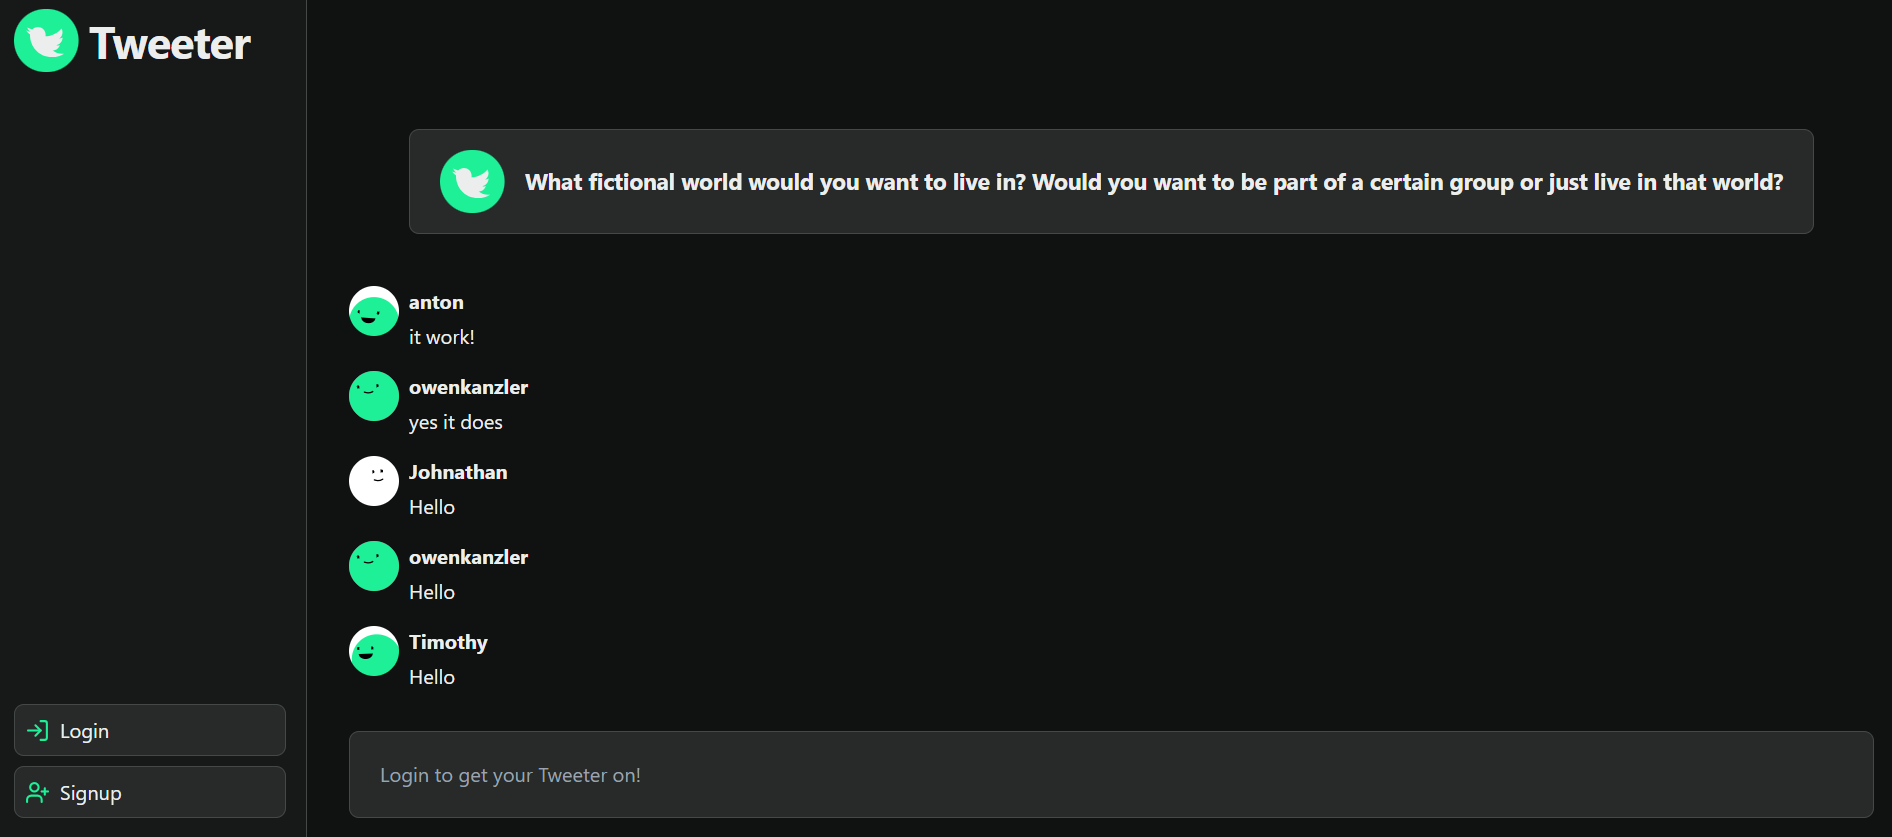 Tweeter
What fictional world would you want to live in? Would you want to be part of a certain group or just live in that world?
anton
it work!
owenkanzler
yes it does
Johnathan
Hello
owenkanzler
Hello
Timothy
Hello
Login
Signup
Login to get your Tweeter on!